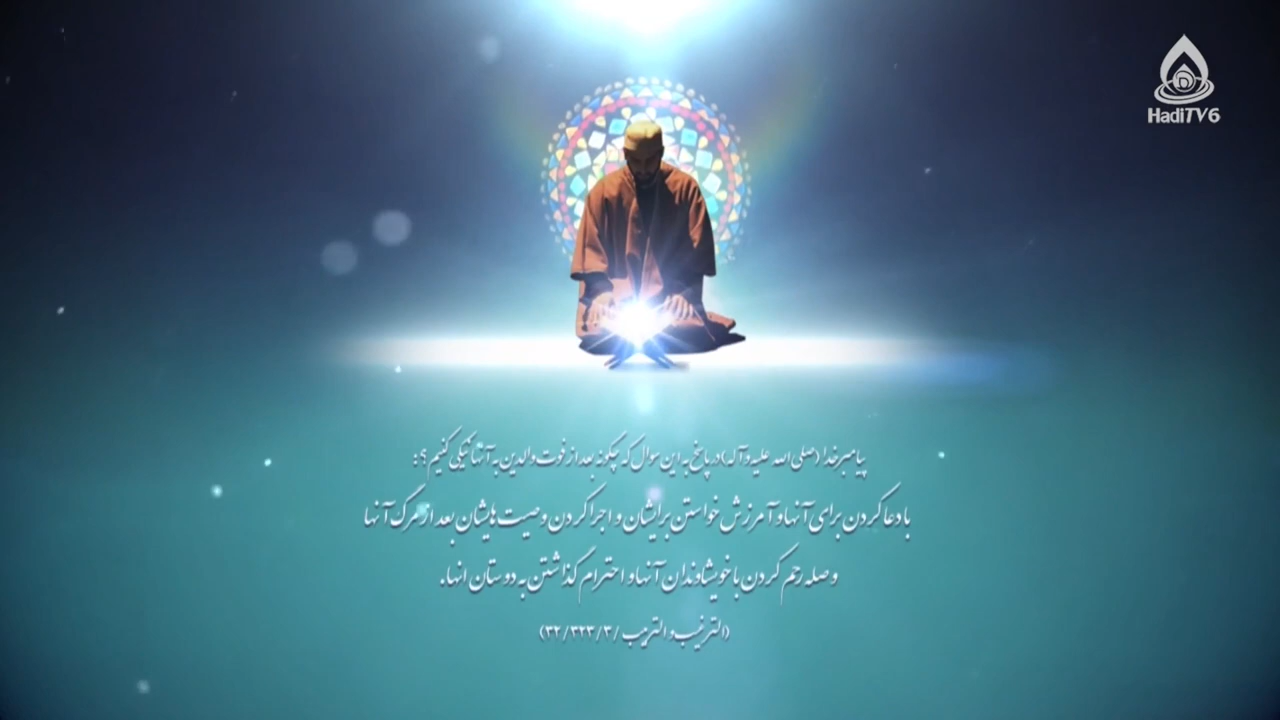 HadiTV6
پیامبر خدا (صلی الله علیه و آله) در پاخ به این سوال که چگونه بعد از فوت والدین به آنها نیکی کنیم؟:
با دعا کردن برای آنها و آمرزش خواستن برایشان و اجرا کردن وصیت هایشان بعد از مرگ آنها
و صله رحم کردن با خویشاوندان آنها و احترام گذاشتن به دوستان انها.
(الترغیب و الترهیب /۳۲/۳۲۳/۳)